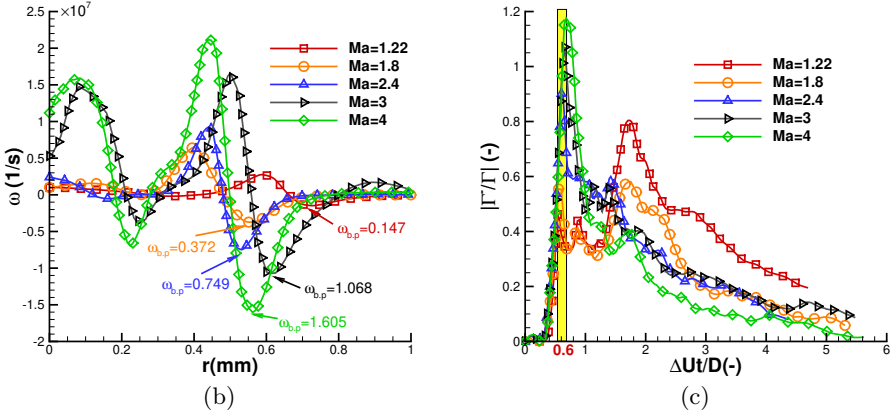 ×10⁷
2
1.5
1
0.5
0
-0.5
-1
-1.5
-2
ω (1/s)
Ma=1.22
Ma=1.8
Ma=2.4
Ma=3
Ma=4
ω_b.p=0.372
ω_b.p=0.147
ω_b.p=0.749
ω_b.p=1.068
ω_b.p=1.605
0 0.2 0.4 0.6 0.8 1
r(mm)
(b)
1.2
1
0.8
0.6
0.4
0.2
0
|Γ⁻/Γ| (-)
Ma=1.22
Ma=1.8
Ma=2.4
Ma=3
Ma=4
0 0.6 1 2 3 4 5 6
ΔUt/D(-)
(c)